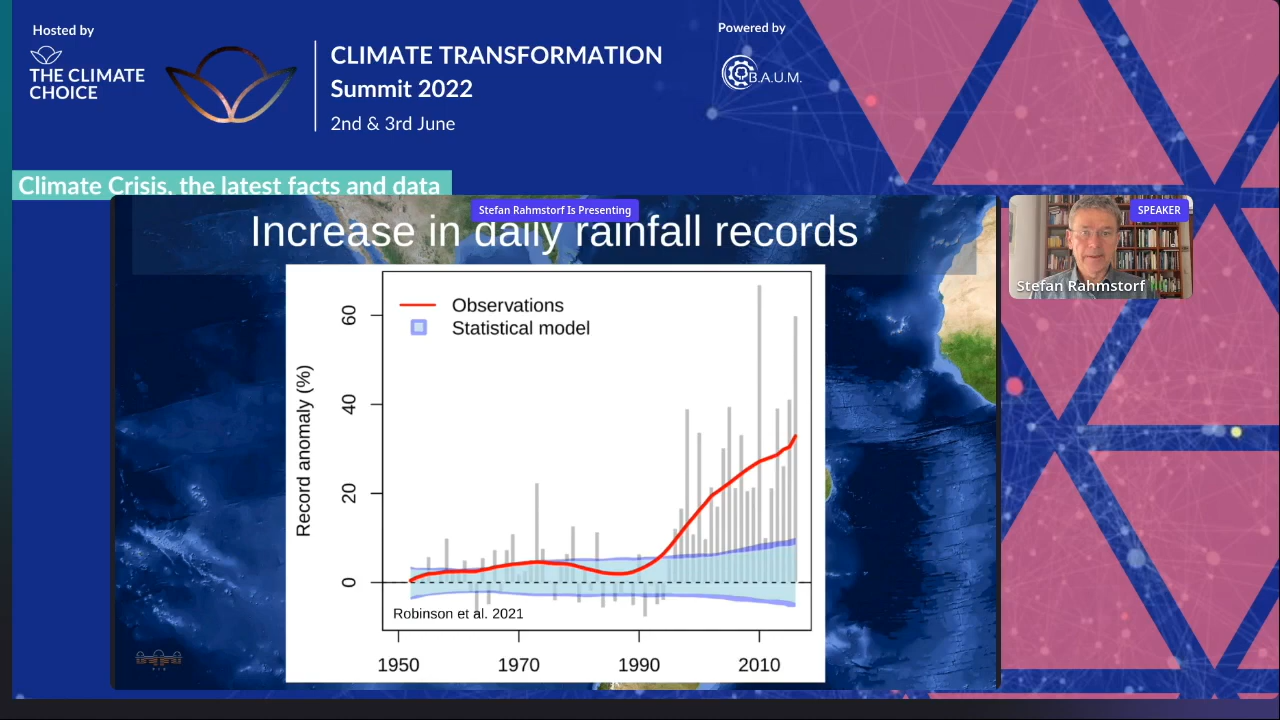 Hosted by
THE CLIMATE
CHOICE
CLIMATE TRANSFORMATION
Summit 2022
2nd & 3rd June
Powered by
B.A.U.M.
Climate Crisis, the latest facts and data
Stefan Rahmstorf Is Presenting
Increase in daily rainfall records
SPEAKER
Stefan Rahmstorf
Observations
Statistical model
Record anomaly (%)
60
40
20
0
Robinson et al. 2021
1950 1970 1990 2010